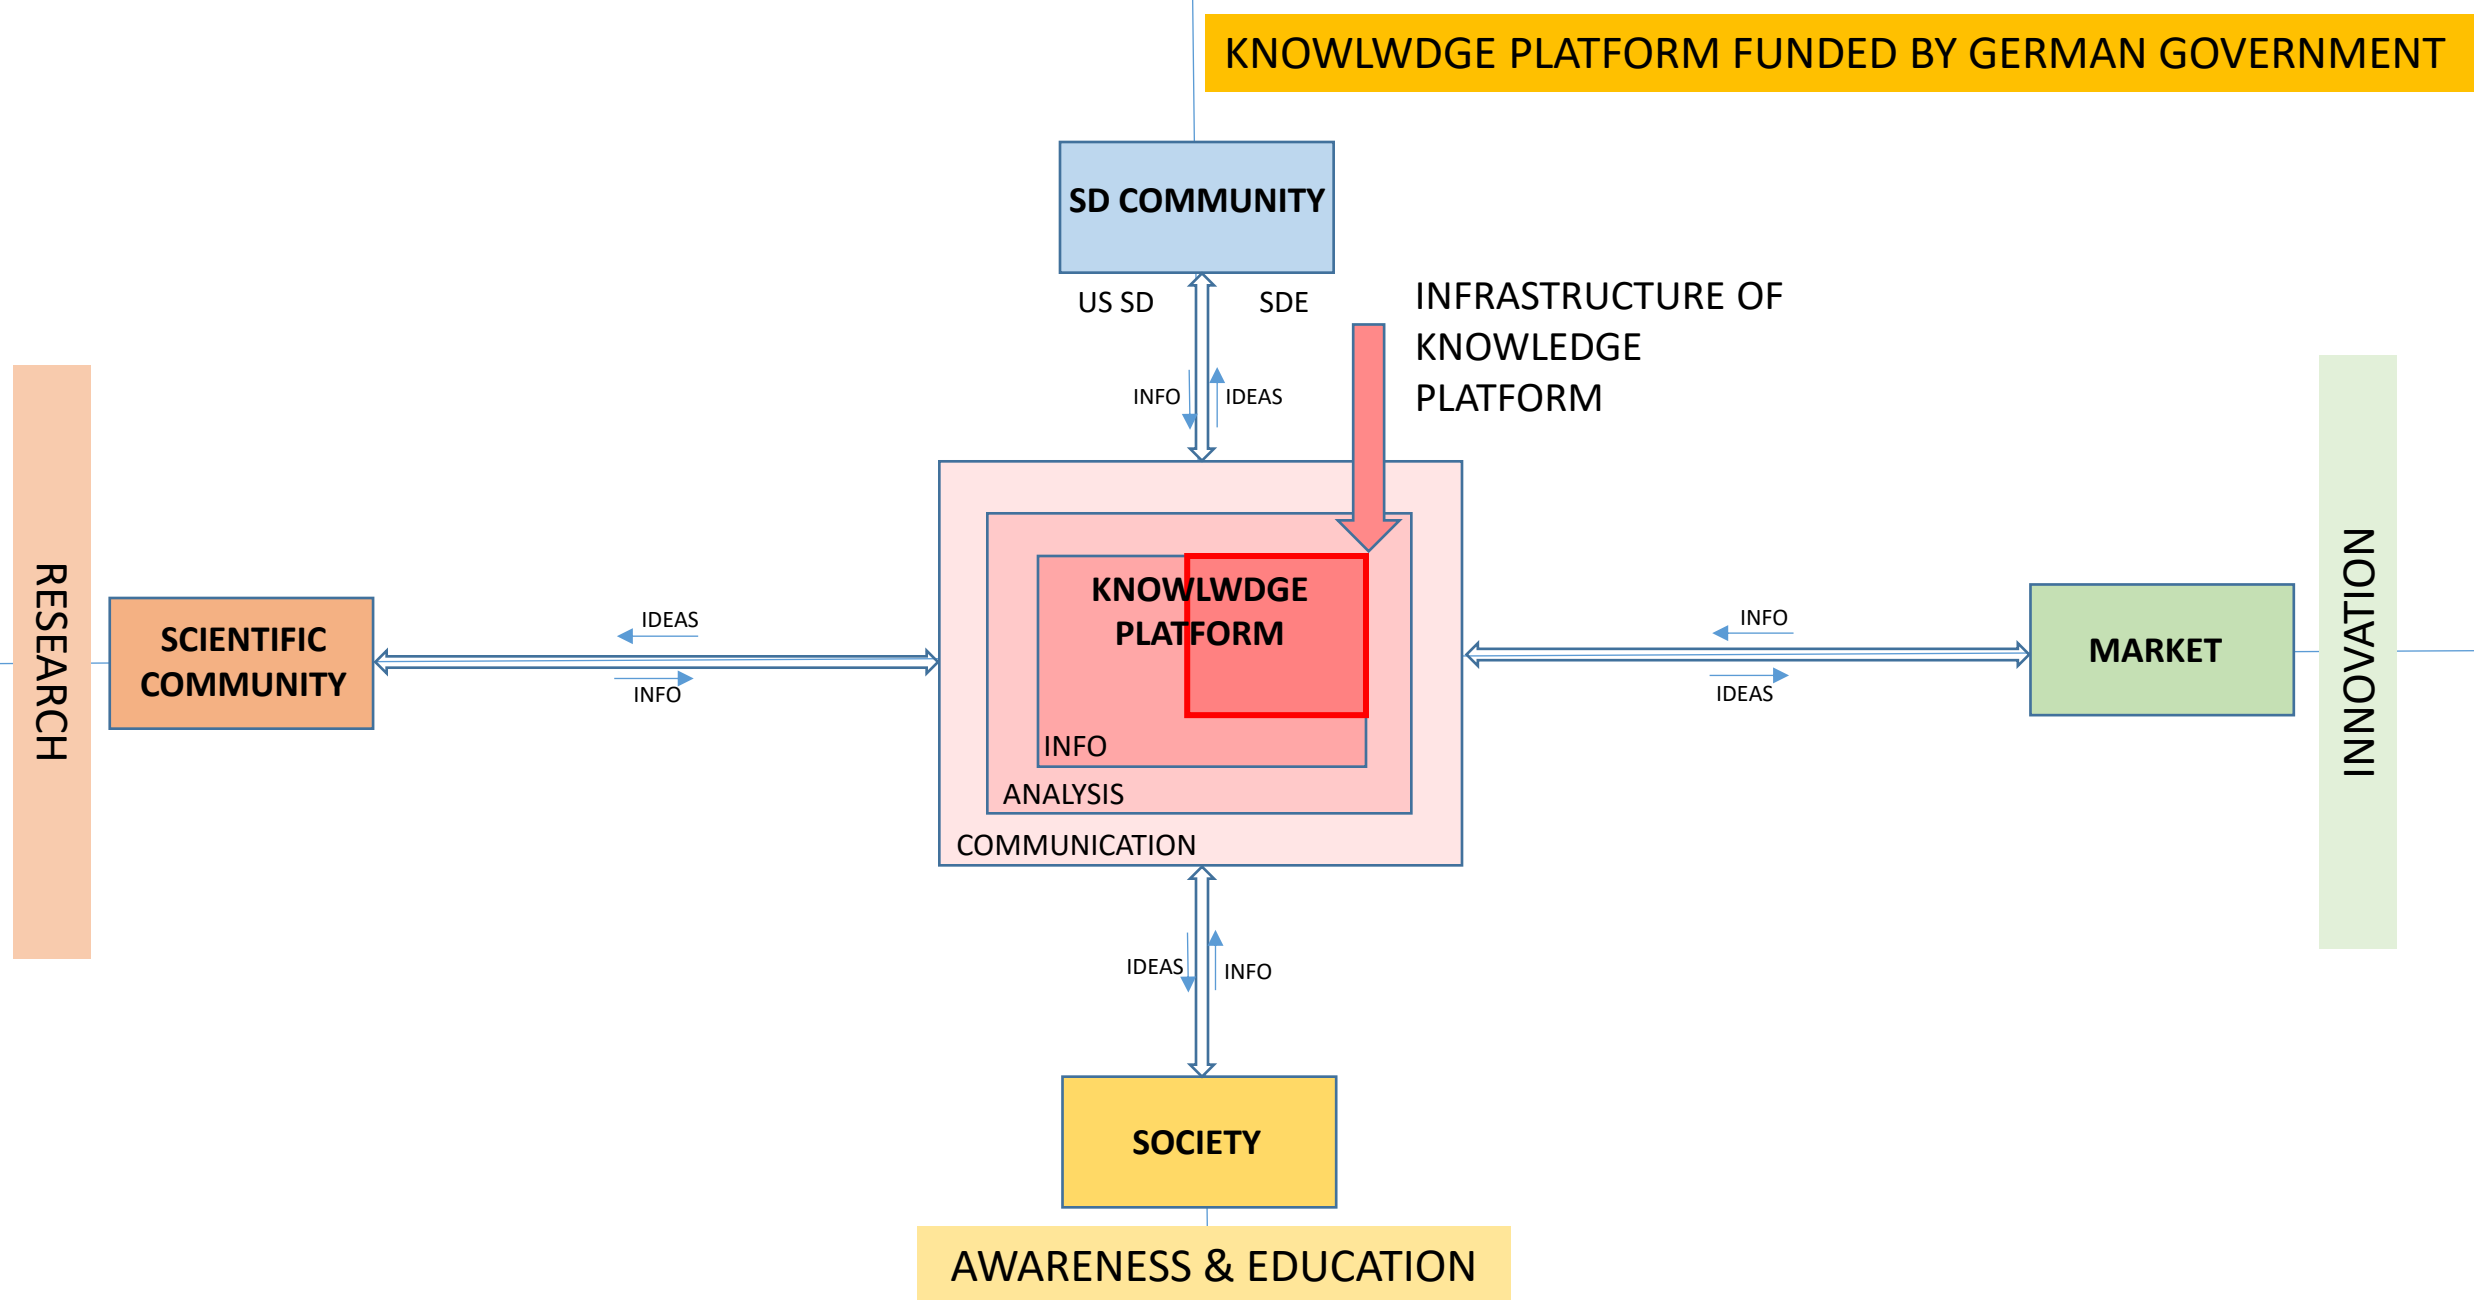 KNOWLWDGE PLATFORM FUNDED BY GERMAN GOVERNMENT
SD COMMUNITY
US SD
SDE
INFRASTRUCTURE OF
KNOWLEDGE
PLATFORM
INFO
IDEAS
RESEARCH
SCIENTIFIC
COMMUNITY
IDEAS
INFO
KNOWLWDGE
PLATFORM
INFO
ANALYSIS
COMMUNICATION
INFO
IDEAS
MARKET
INNOVATION
IDEAS
INFO
SOCIETY
AWARENESS & EDUCATION